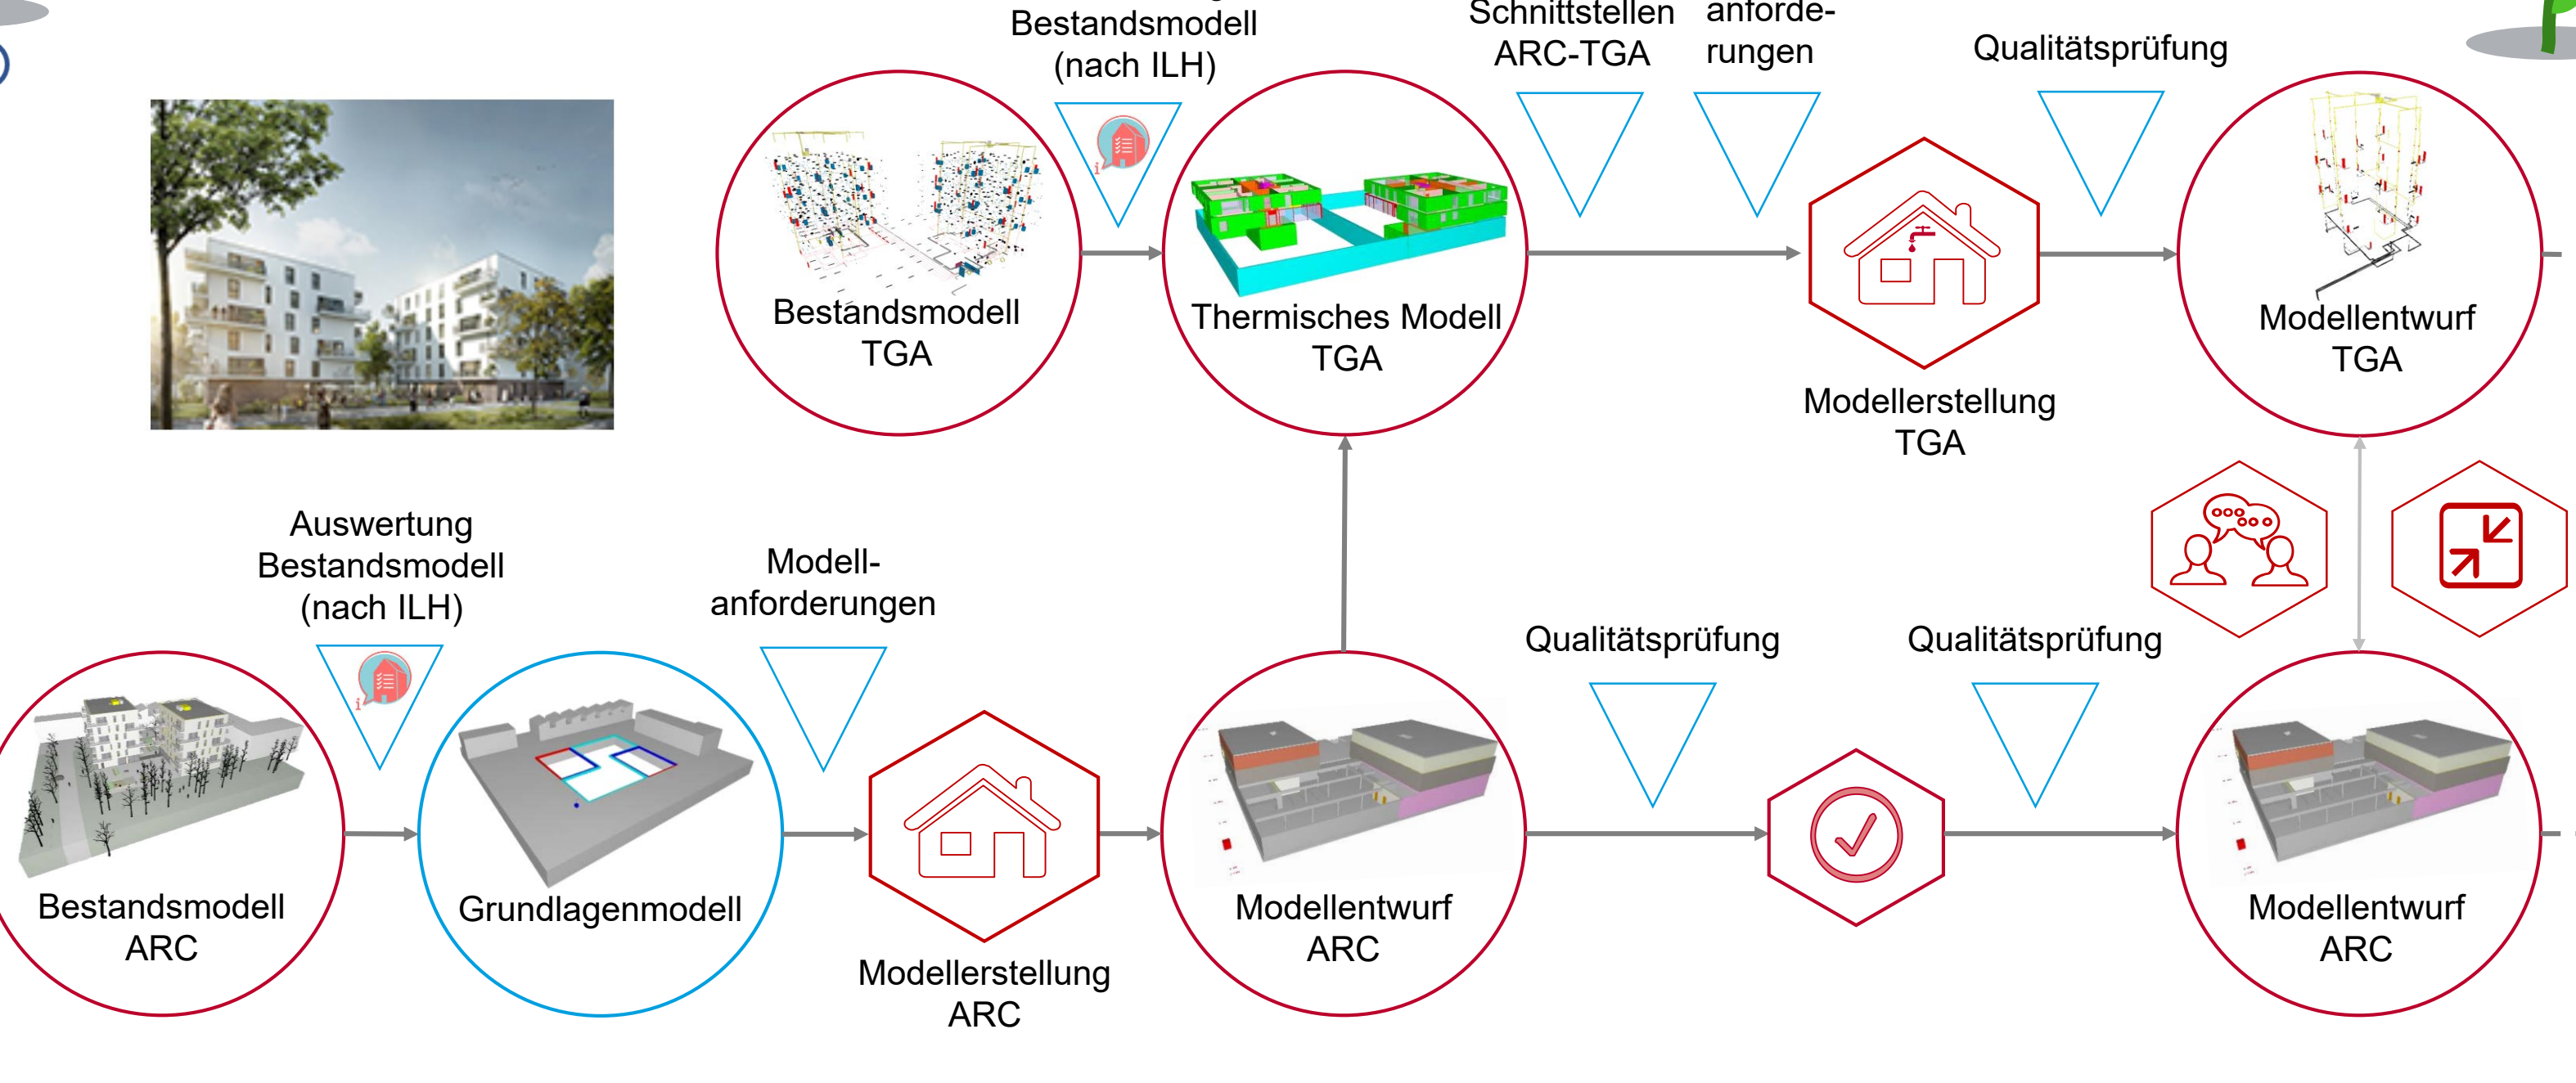 Bestandsmodell
(nach ILH)
Schnittstellen
ARC-TGA
anforde-
rungen
Qualitätsprüfung
Bestandsmodell
TGA
Thermisches Modell
TGA
Modellerstellung
TGA
Modellentwurf
TGA
Auswertung
Bestandsmodell
(nach ILH)
Modell-
anforderungen
Qualitätsprüfung
Qualitätsprüfung
Bestandsmodell
ARC
Grundlagenmodell
Modellerstellung
ARC
Modellentwurf
ARC
Modellentwurf
ARC